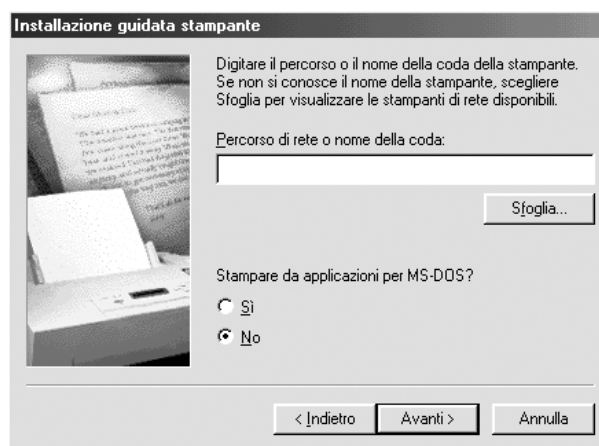 Installazione guidata stampante
Digitare il percorso o il nome della coda della stampante.
Se non si conosce il nome della stampante, scegliere
Sfoglia per visualizzare le stampanti di rete disponibili.
Percorso di rete o nome della coda:
Sfoglia...
Stampare da applicazioni per MS-DOS?
Sì
No
< Indietro
Avanti >
Annulla